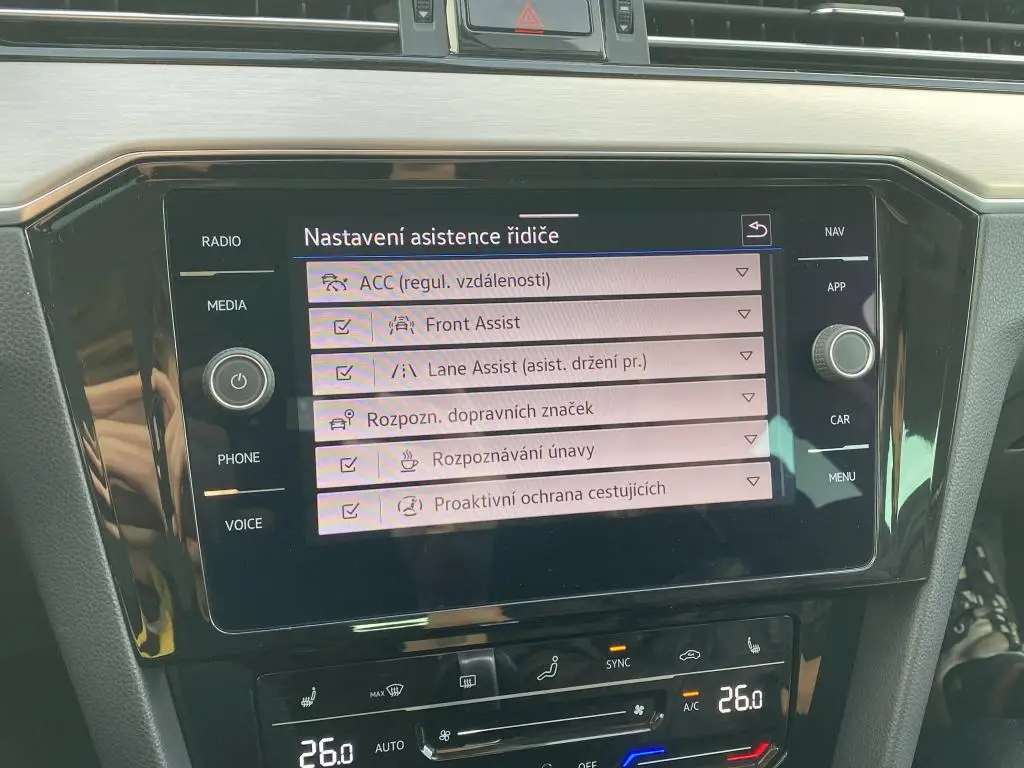 RADIO
MEDIA
PHONE
VOICE
Nastavení asistence řidiče
ACC (regul. vzdálenosti)
Front Assist
Lane Assist (asist. držení pr.)
Rozpozn. dopravních značek
Rozpoznávání únavy
Proaktivní ochrana cestujících
NAV
APP
CAR
MENU
MAX
SYNC
A/C
26.0
26.0
AUTO
OFF